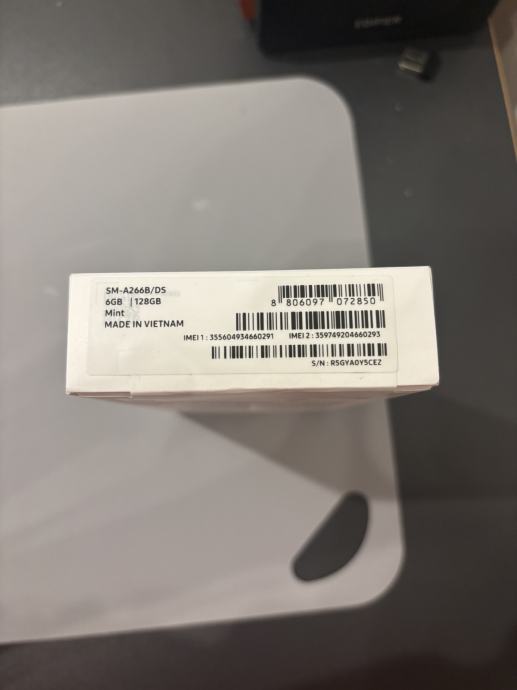 SM-A266B/DS
6GB | 128GB
Mint
MADE IN VIETNAM
8 806097 072850
IMEI 1 : 355604934660291 IMEI 2 : 359749204660293
S/N : R5GYA0Y5CEZ